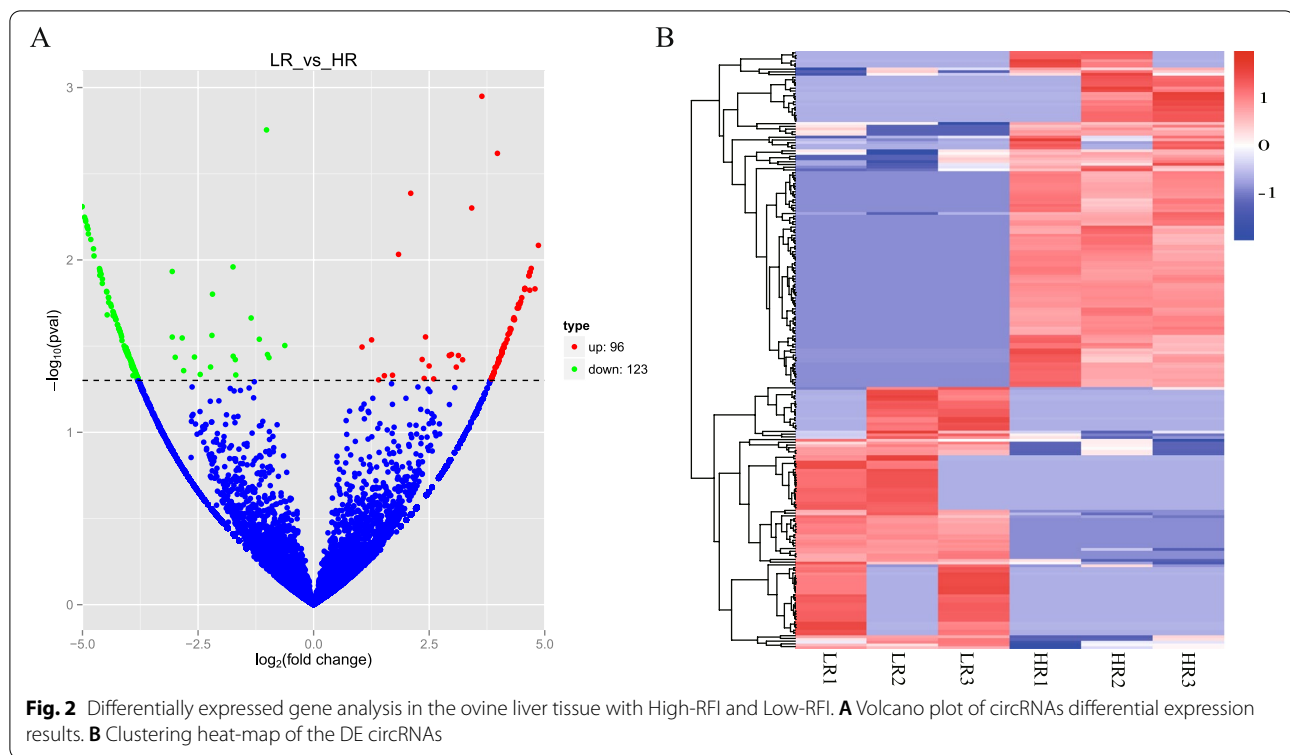 A
LR_vs_HR
3
2
1
0
−log10(pval)
−5.0
−2.5
0.0
2.5
5.0
log2(fold change)
type
up: 96
down: 123
B
1
0
-1
LR1
LR2
LR3
HR1
HR2
HR3
Fig. 2 Differentially expressed gene analysis in the ovine liver tissue with High-RFI and Low-RFI. A Volcano plot of circRNAs differential expression
results. B Clustering heat-map of the DE circRNAs